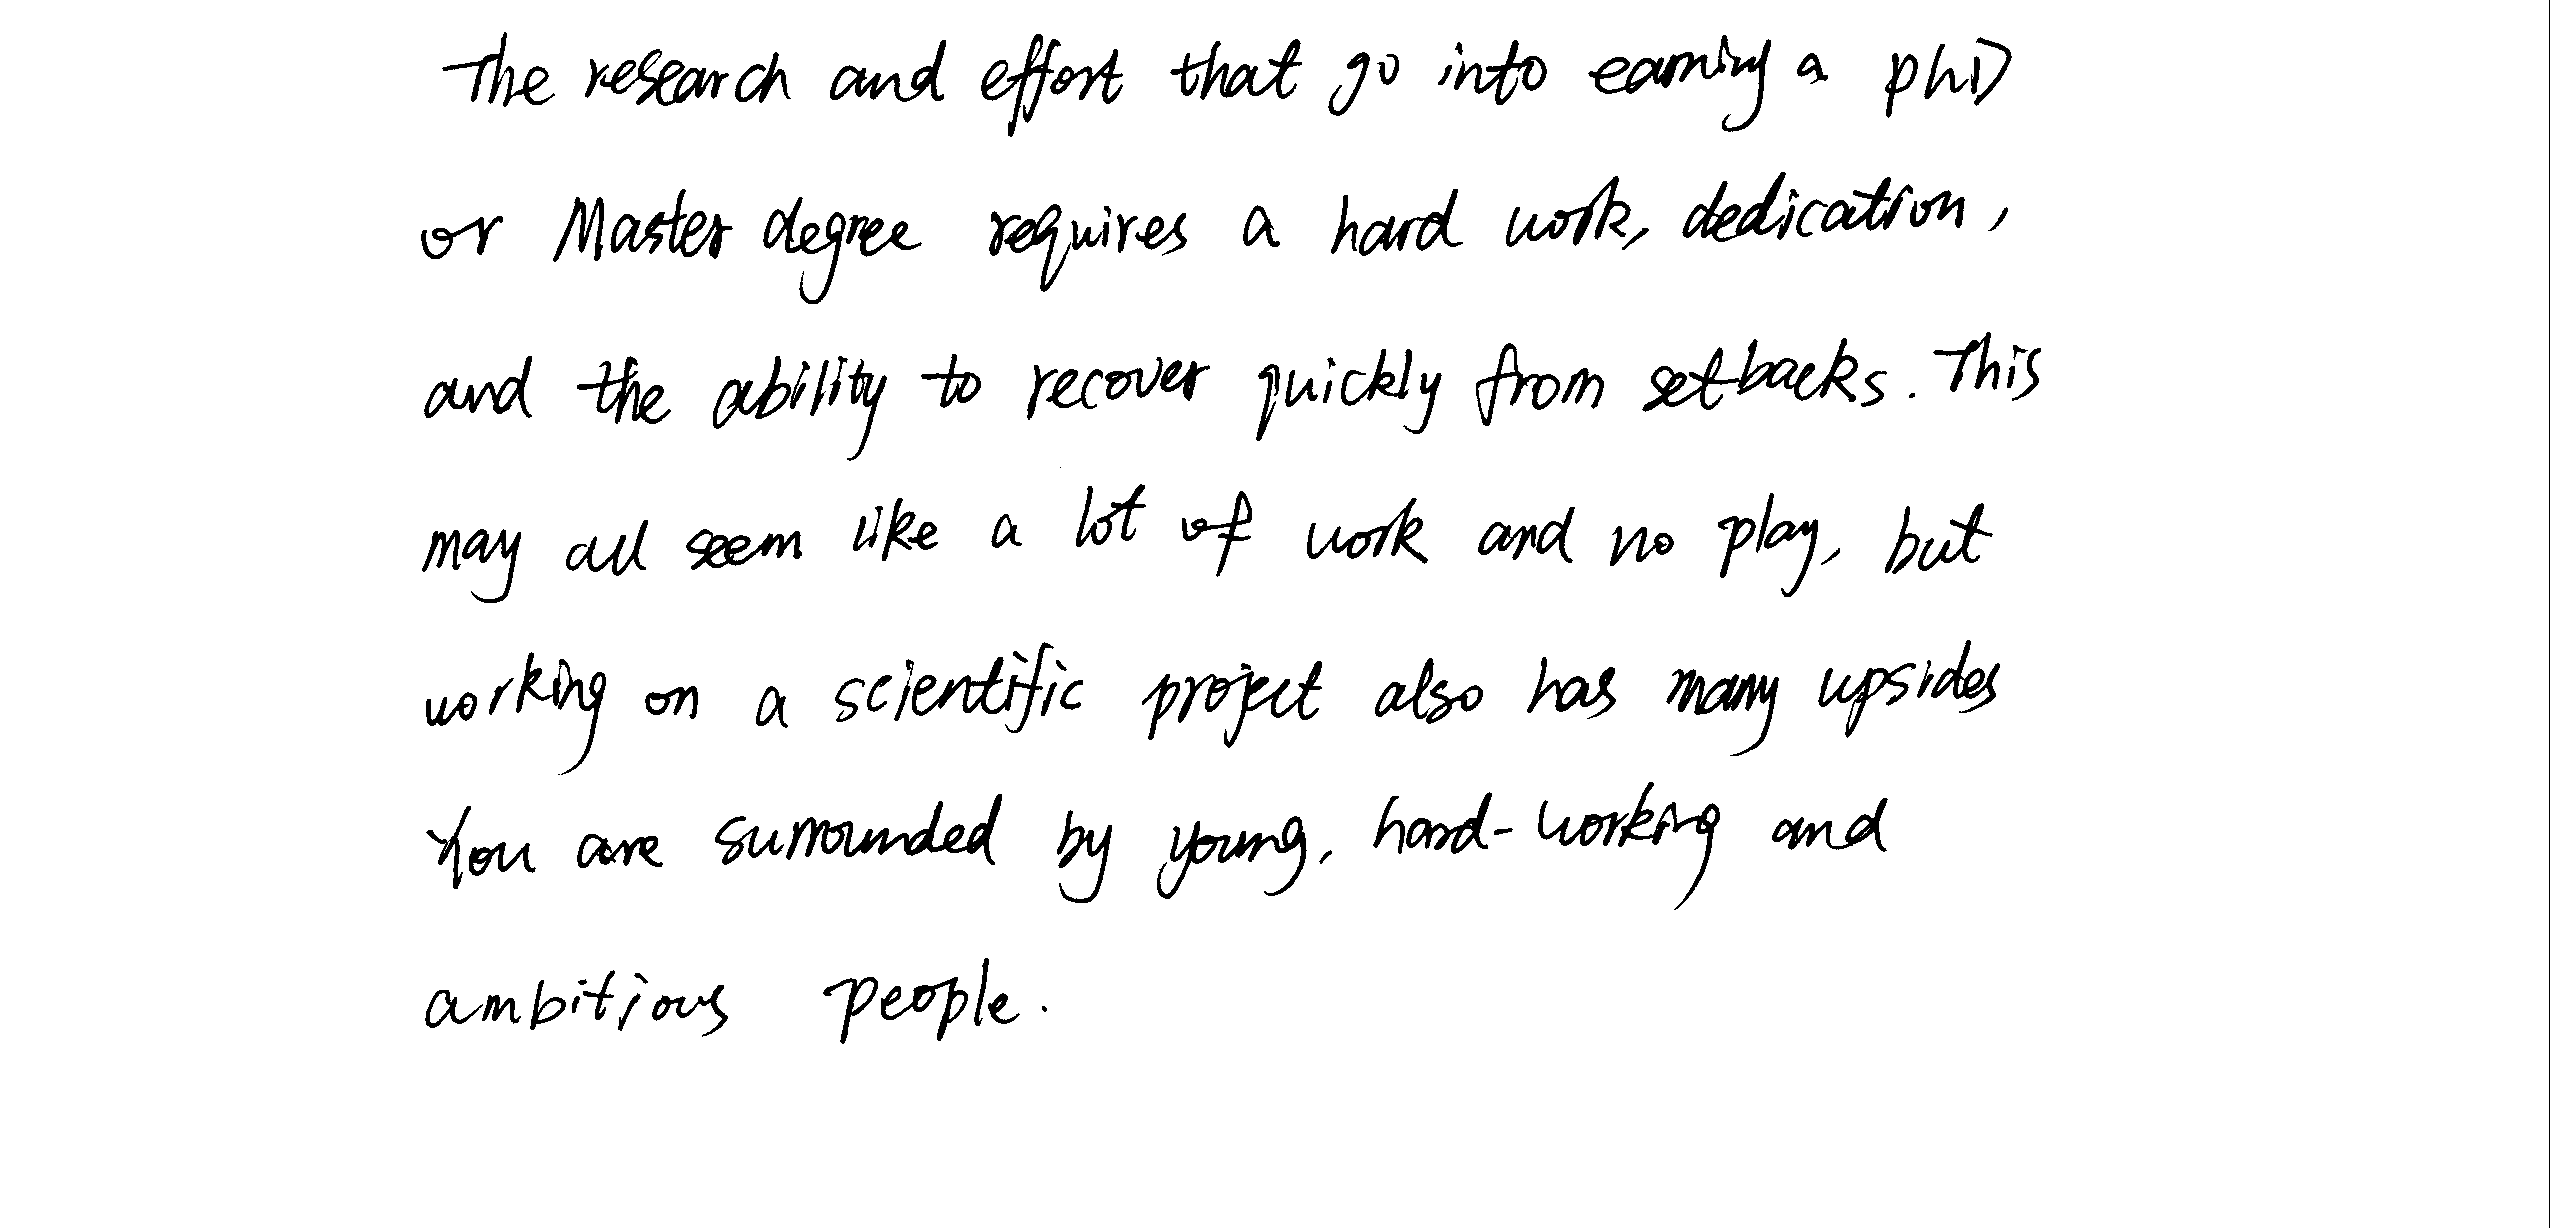 The research and effort that go into earning a phD
or Master degree requires a hard work, dedication,
and the ability to recover quickly from setbacks. This
may all seem like a lot of work and no play, but
working on a scientific project also has many upsides
You are surrounded by young, hard-working and
ambitious people.